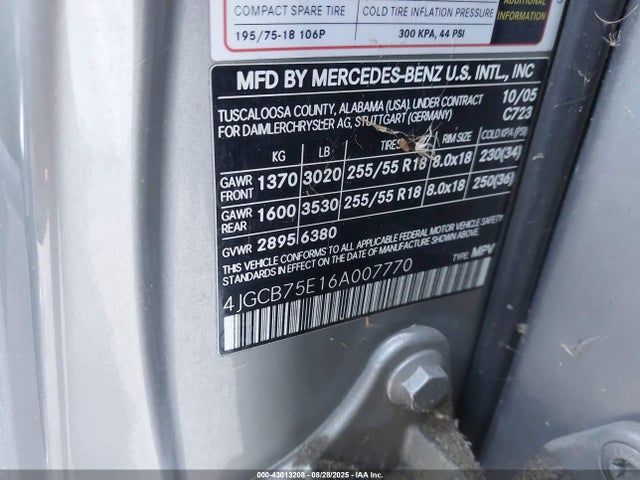 COMPACT SPARE TIRE COLD TIRE INFLATION PRESSURE
195/75-18 106P 300 KPA, 44 PSI
ADDITIONAL
INFORMATION
MFD BY MERCEDES-BENZ U.S. INTL., INC
TUSCALOOSA COUNTY, ALABAMA (USA). UNDER CONTRACT 10/05
FOR DAIMLERCHRYSLER AG, STUTTGART (GERMANY) C723
KG LB TIRES RIM SIZE COLD KPA (PSI)
GAWR FRONT 1370 3020 255/55 R18 8.0x18 230(34)
GAWR REAR 1600 3530 255/55 R18 8.0x18 250(36)
GVWR 2895 6380
THIS VEHICLE CONFORMS TO ALL APPLICABLE FEDERAL MOTOR VEHICLE SAFETY
STANDARDS IN EFFECT ON THE DATE OF MANUFACTURE SHOWN ABOVE
4JGCB75E16A007770 TYPE: MPV
000-43013208 - 08/28/2025 - IAAINC